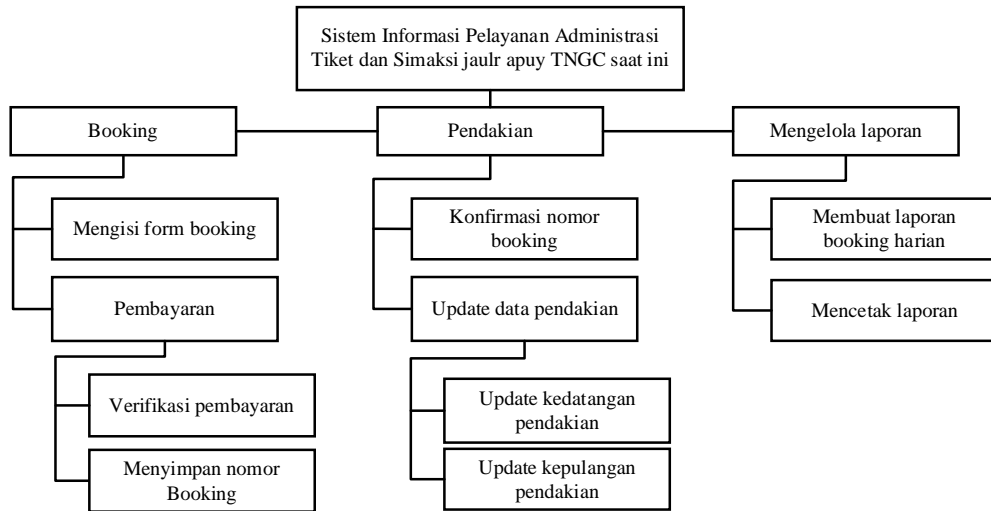 Sistem Informasi Pelayanan Administrasi
Tiket dan Simaksi jaulr apuy TNGC saat ini
Booking
Pendakian
Mengelola laporan
Mengisi form booking
Konfirmasi nomor
booking
Membuat laporan
booking harian
Pembayaran
Update data pendakian
Mencetak laporan
Verifikasi pembayaran
Update kedatangan
pendakian
Menyimpan nomor
Booking
Update kepulangan
pendakian